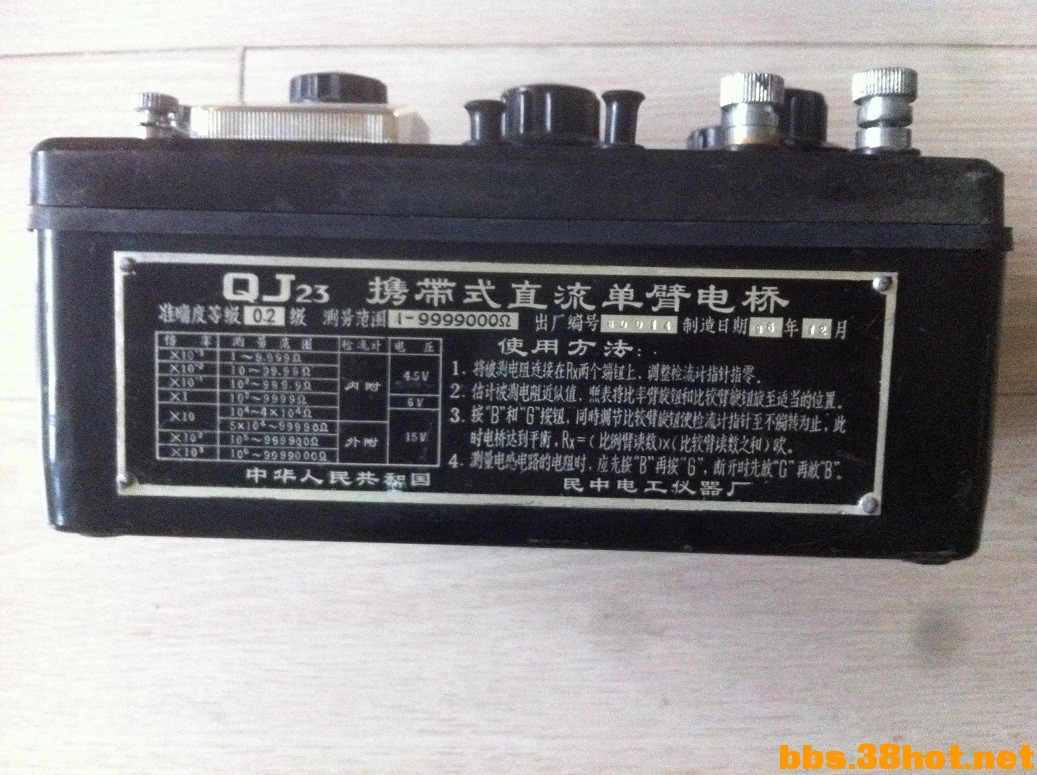 QJ23 携带式直流单臂电桥
准确度等级 0.2 级 测量范围 1-9999000Ω 出厂编号 制造日期 86 年 12 月
倍率 测量范围 检流计 电压
×10⁻³ 1~9.999Ω 内附 4.5V
×10⁻² 10~99.99Ω
×10⁻¹ 10²~999.9Ω
×1 10³~9999Ω 6V
×10 10⁴~4×10⁴Ω 15V
5×10⁴~99990Ω 外附
×10² 10⁵~999900Ω
×10³ 10⁶~9999000Ω
使用方法:
1. 将被测电阻连接在Rx两个端钮上,调整检流计指针指零.
2. 估计被测电阻近似值,照表将比率臂旋钮和比较臂旋钮旋至适当的位置。
3. 按"B"和"G"按钮,同时调节比较臂旋钮使检流计指针至不偏转为止,此
时电桥达到平衡,Rx=(比例臂读数)×(比较臂读数之和)欧。
4. 测量电感电路的电阻时,应先按"B"再按"G",断开时先放"G"再放"B"。
中华人民共和国 民中电工仪器厂
bbs.38hot.net